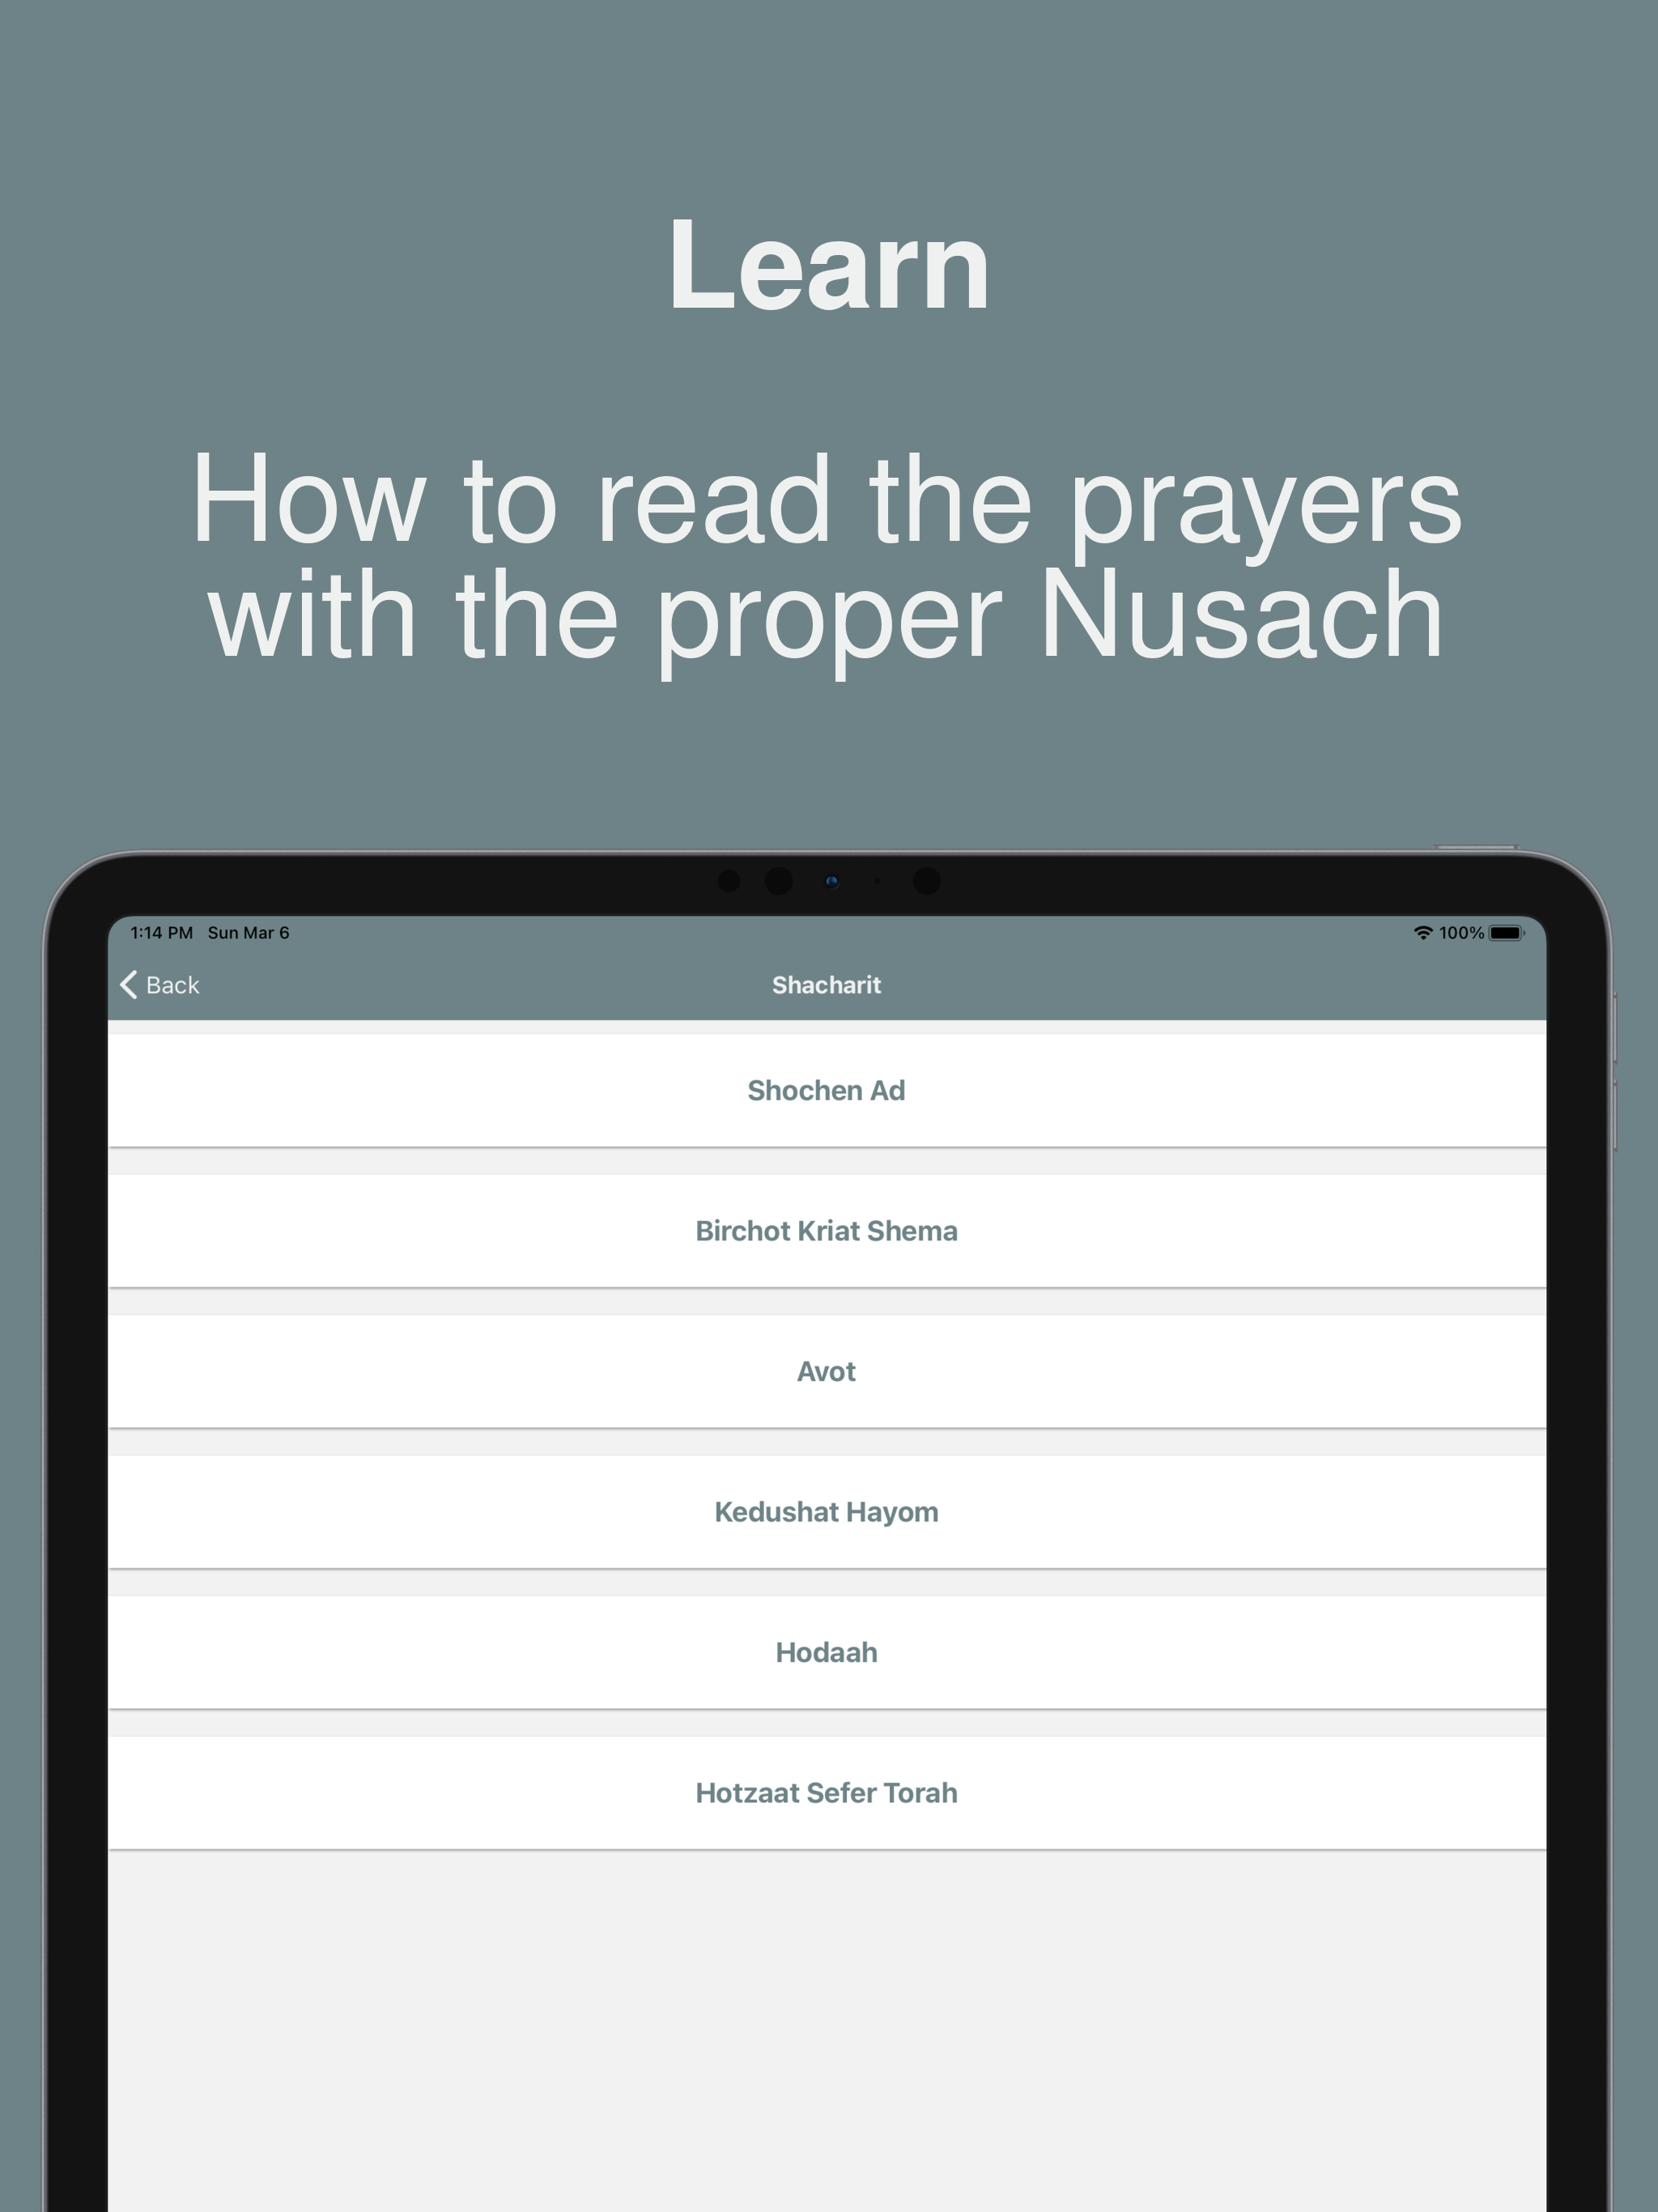 Learn
How to read the prayers
with the proper Nusach
1:14 PM Sun Mar 6 100%
Back Shacharit
Shochen Ad
Birchot Kriat Shema
Avot
Kedushat Hayom
Hodaah
Hotzaat Sefer Torah